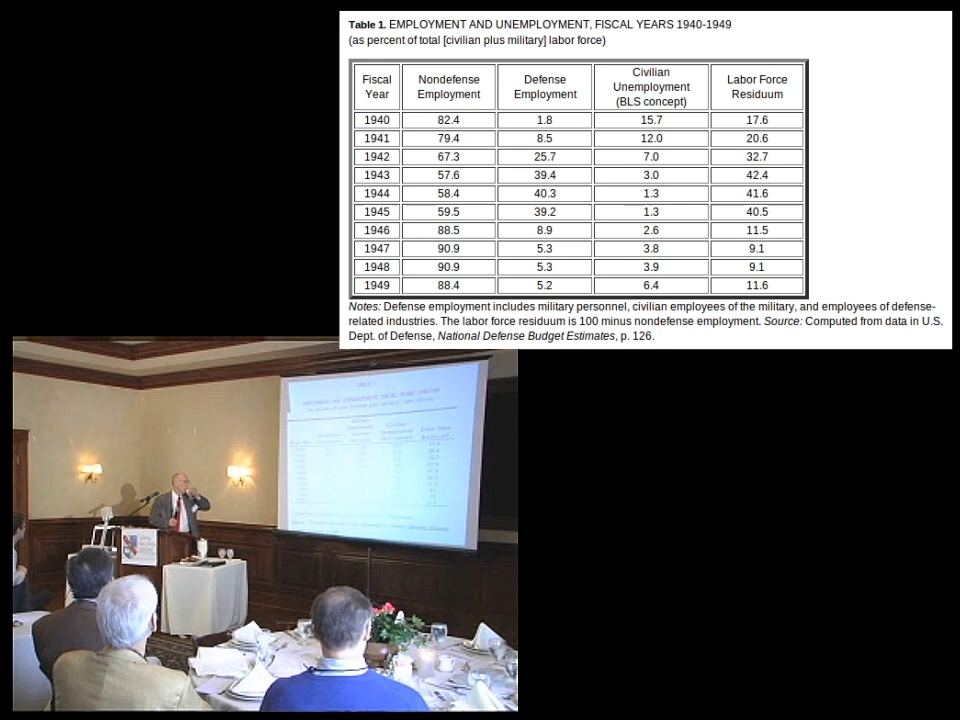 Table 1. EMPLOYMENT AND UNEMPLOYMENT, FISCAL YEARS 1940-1949
(as percent of total [civilian plus military] labor force)
Fiscal Year Nondefense Employment Defense Employment Civilian Unemployment (BLS concept) Labor Force Residuum
1940 82.4 1.8 15.7 17.6
1941 79.4 8.5 12.0 20.6
1942 67.3 25.7 7.0 32.7
1943 57.6 39.4 3.0 42.4
1944 58.4 40.3 1.3 41.6
1945 59.5 39.2 1.3 40.5
1946 88.5 8.9 2.6 11.5
1947 90.9 5.3 3.8 9.1
1948 90.9 5.3 3.9 9.1
1949 88.4 5.2 6.4 11.6
Notes: Defense employment includes military personnel, civilian employees of the military, and employees of defense-
related industries. The labor force residuum is 100 minus nondefense employment. Source: Computed from data in U.S.
Dept. of Defense, National Defense Budget Estimates, p. 126.